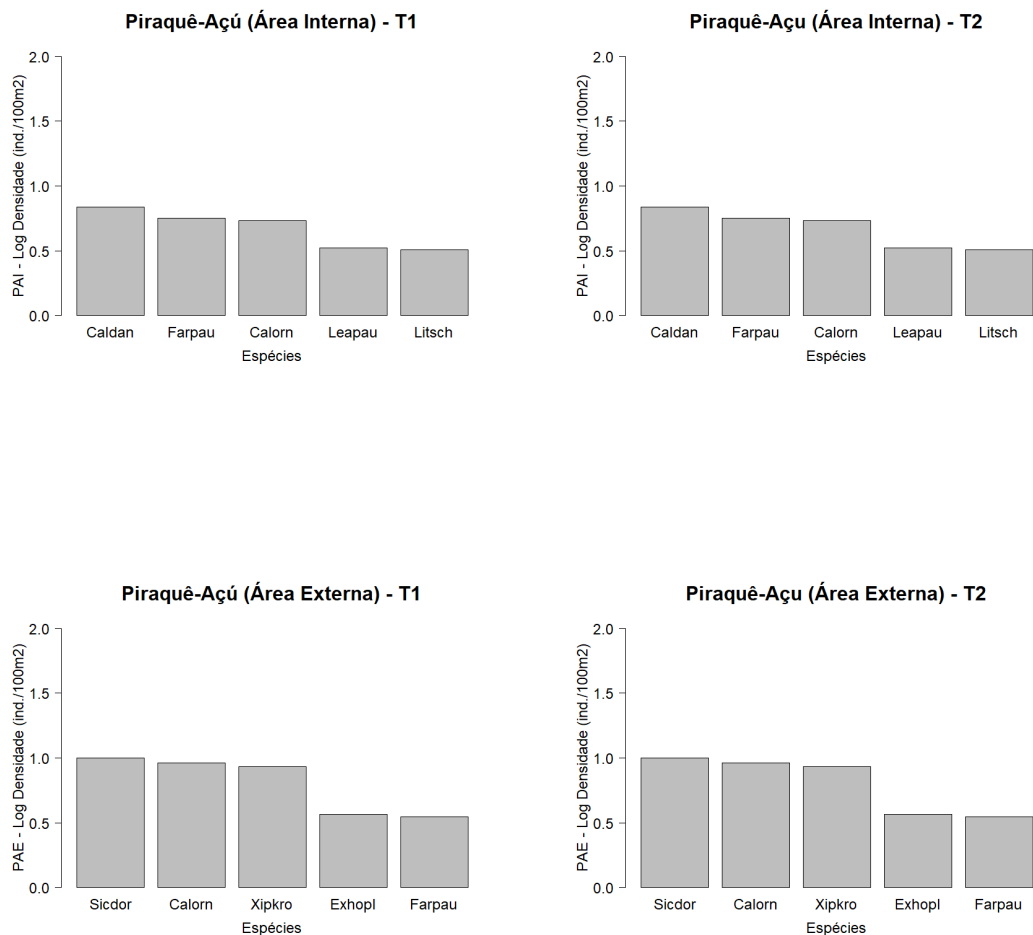 Piraquê-Açú (Área Interna) - T1
PAI - Log Densidade (ind./100m2)
2.0
1.5
1.0
0.5
0.0
Caldan Farpau Calorn Leapau Litsch
Espécies
Piraquê-Açu (Área Interna) - T2
PAI - Log Densidade (ind./100m2)
2.0
1.5
1.0
0.5
0.0
Caldan Farpau Calorn Leapau Litsch
Espécies
Piraquê-Açú (Área Externa) - T1
PAE - Log Densidade (ind./100m2)
2.0
1.5
1.0
0.5
0.0
Sicdor Calorn Xipkro Exhopl Farpau
Espécies
Piraquê-Açu (Área Externa) - T2
PAE - Log Densidade (ind./100m2)
2.0
1.5
1.0
0.5
0.0
Sicdor Calorn Xipkro Exhopl Farpau
Espécies